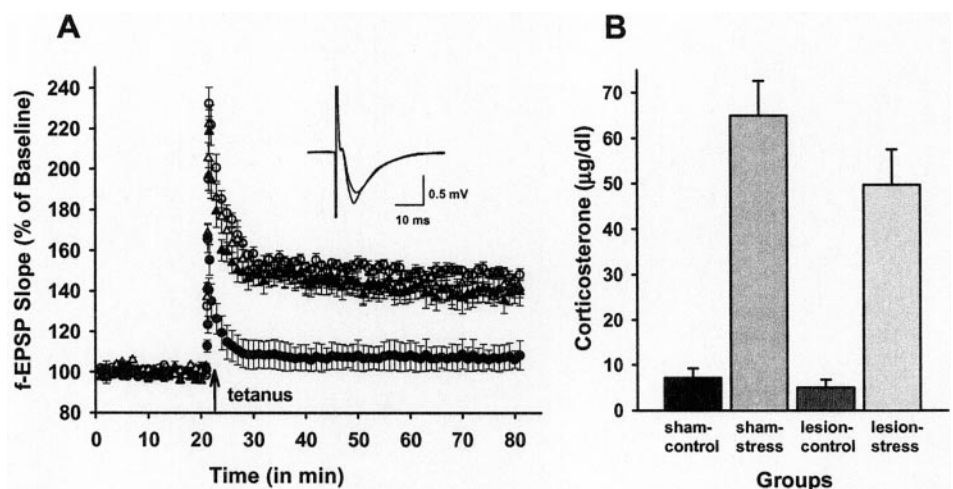 A
f-EPSP Slope (% of Baseline)
240
220
200
180
160
140
120
100
80
0.5 mV
10 ms
tetanus
0 10 20 30 40 50 60 70 80 90
Time (in min)
B
Corticosterone (µg/dl)
70
60
50
40
30
20
10
0
sham-
control
sham-
stress
lesion-
control
lesion-
stress
Groups